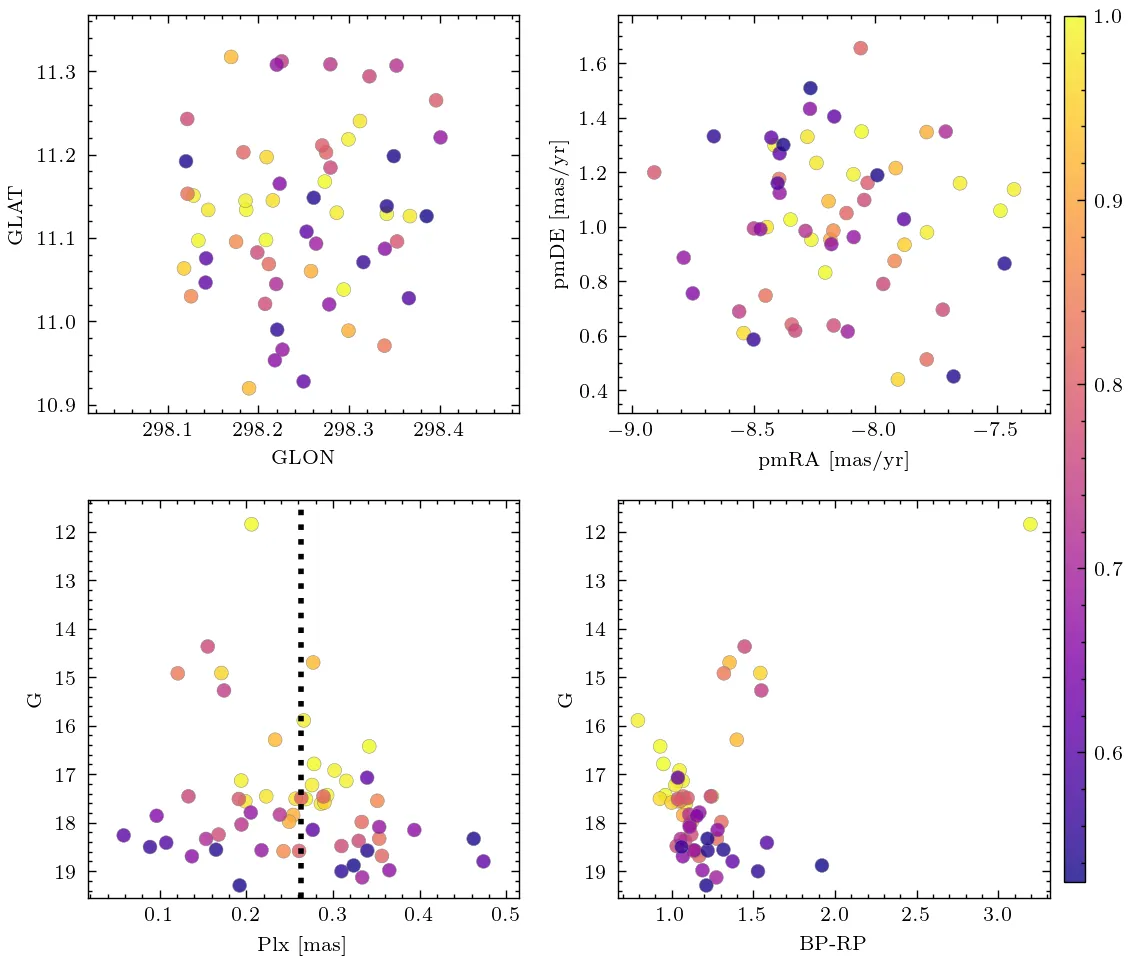 11.3
11.2
11.1
11.0
10.9
GLAT
298.1 298.2 298.3 298.4
GLON
1.6
1.4
1.2
1.0
0.8
0.6
0.4
pmDE [mas/yr]
−9.0 −8.5 −8.0 −7.5
pmRA [mas/yr]
1.0
0.9
0.8
0.7
0.6
12
13
14
15
16
17
18
19
G
0.1 0.2 0.3 0.4 0.5
Plx [mas]
12
13
14
15
16
17
18
19
G
1.0 1.5 2.0 2.5 3.0
BP-RP